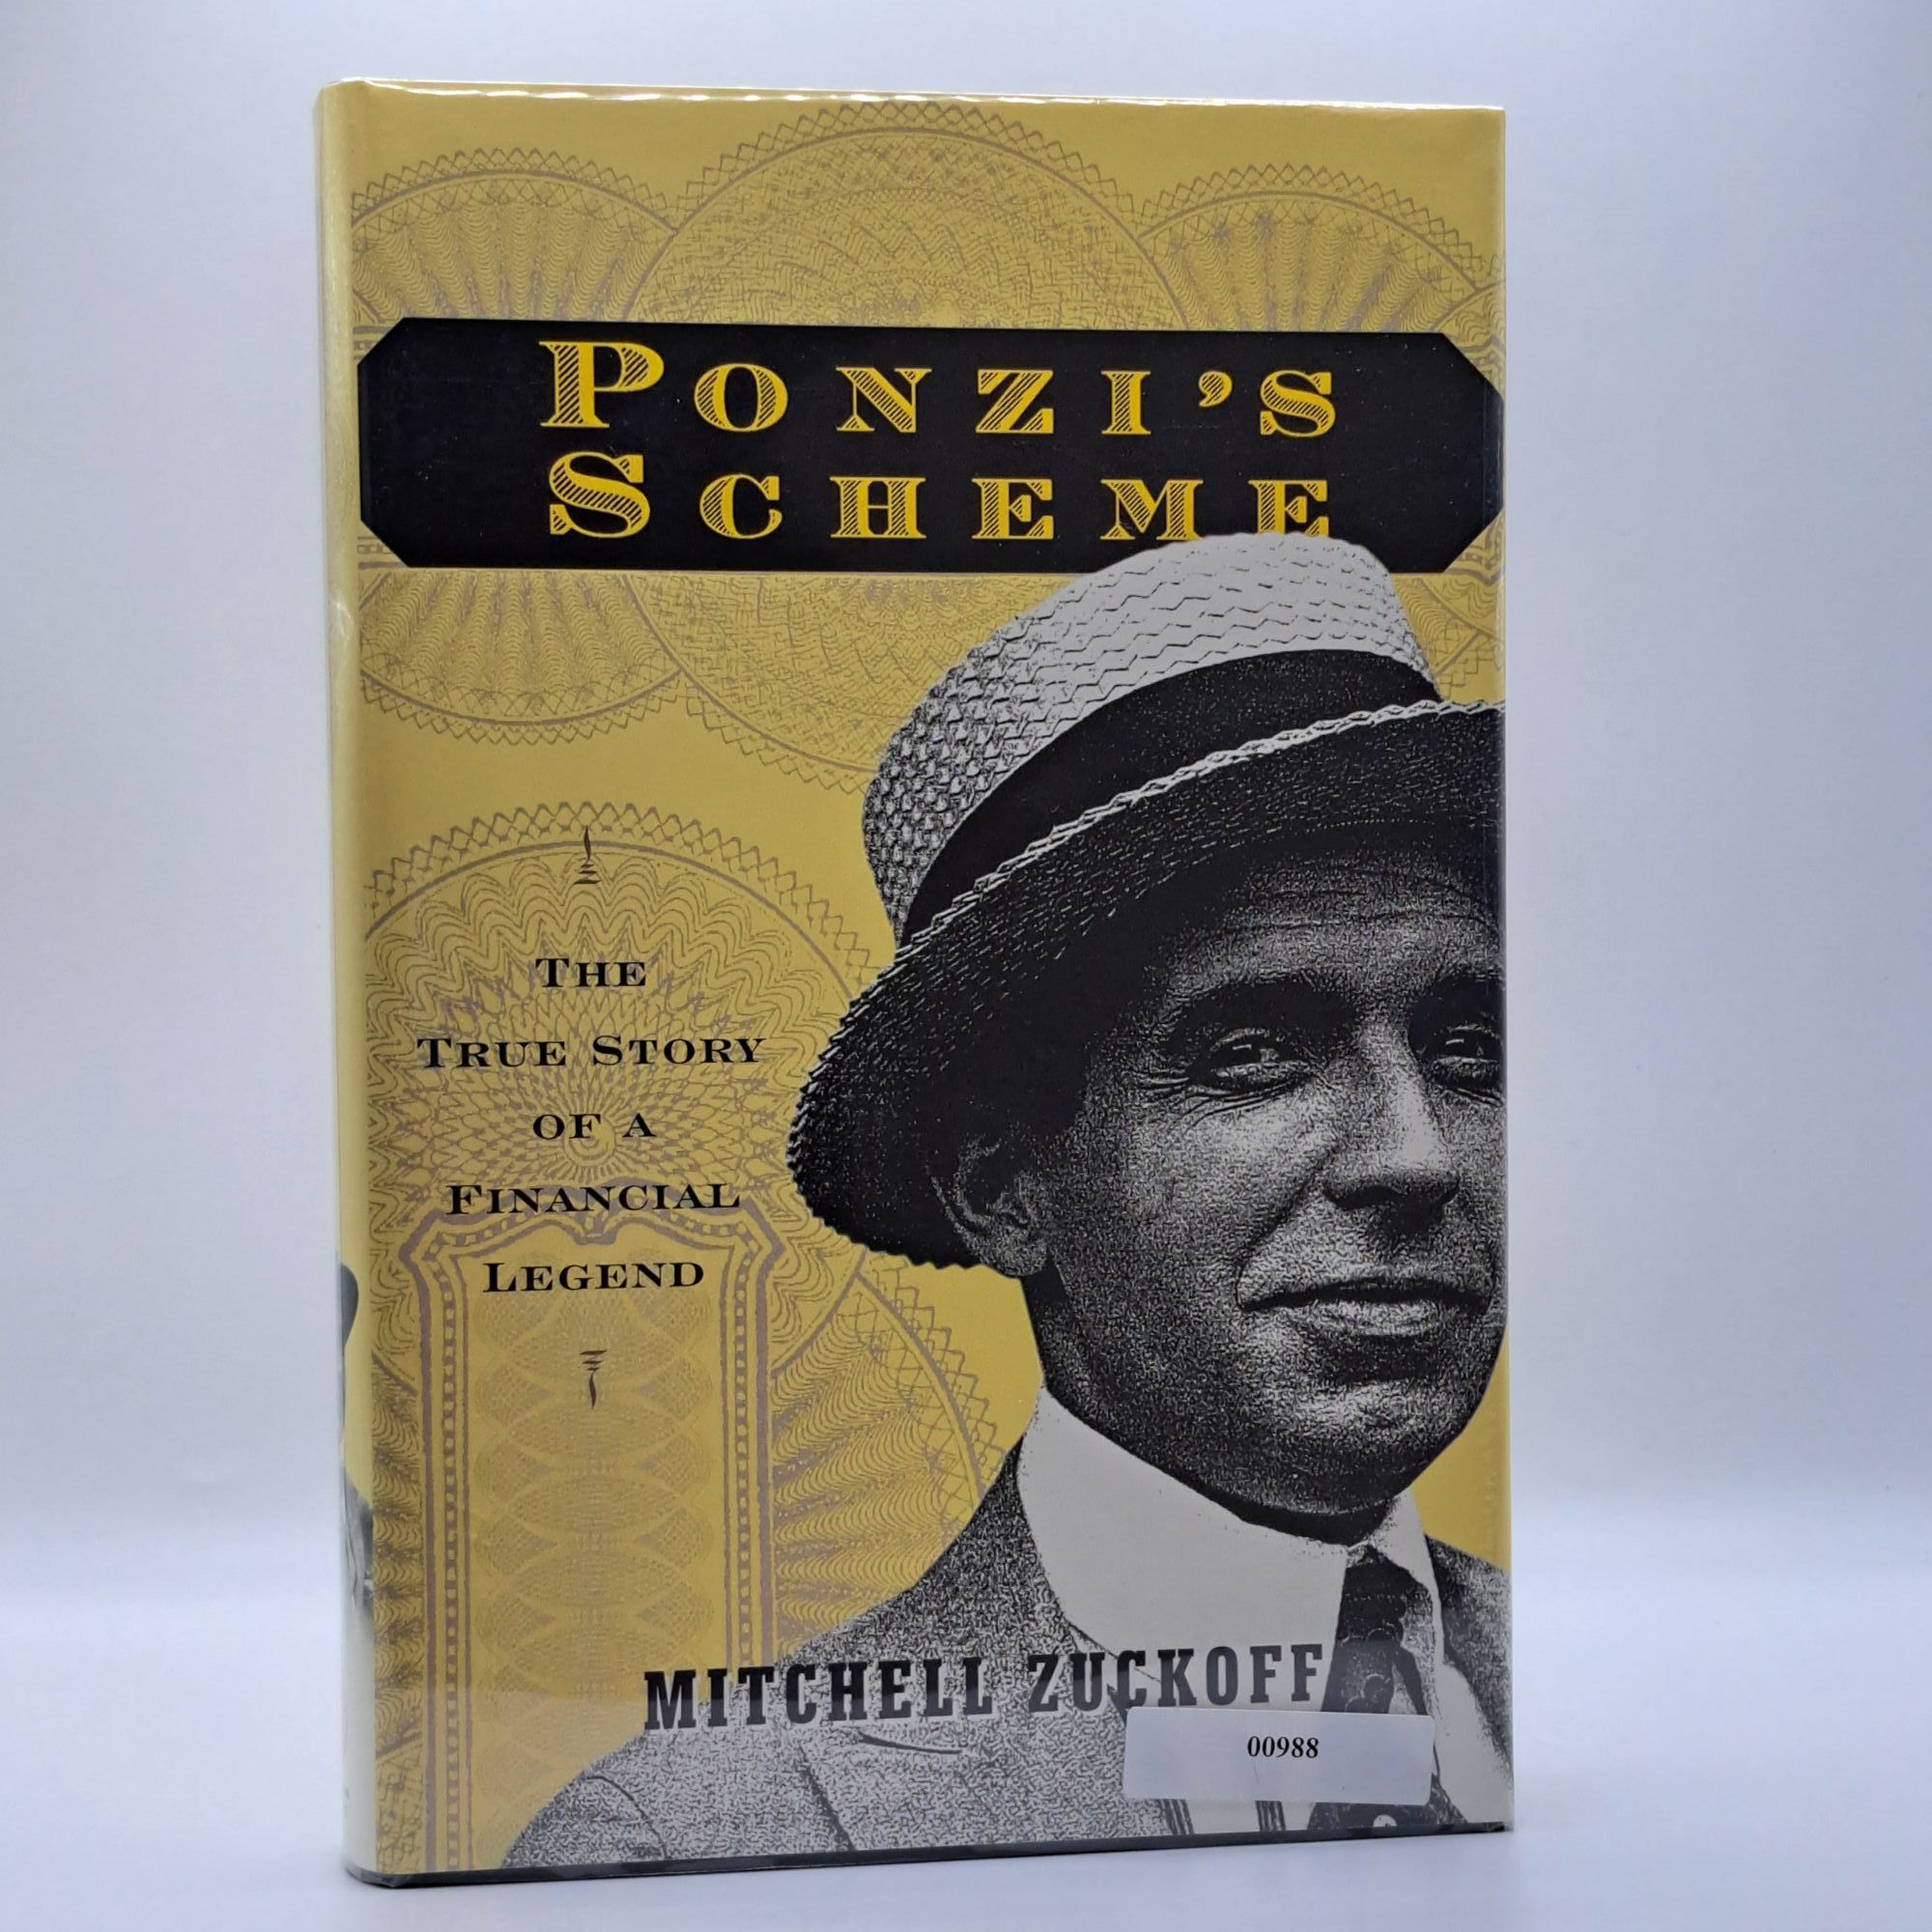 PONZI'S
SCHEME
THE
TRUE STORY
OF A
FINANCIAL
LEGEND
MITCHELL ZUCKOFF
00988